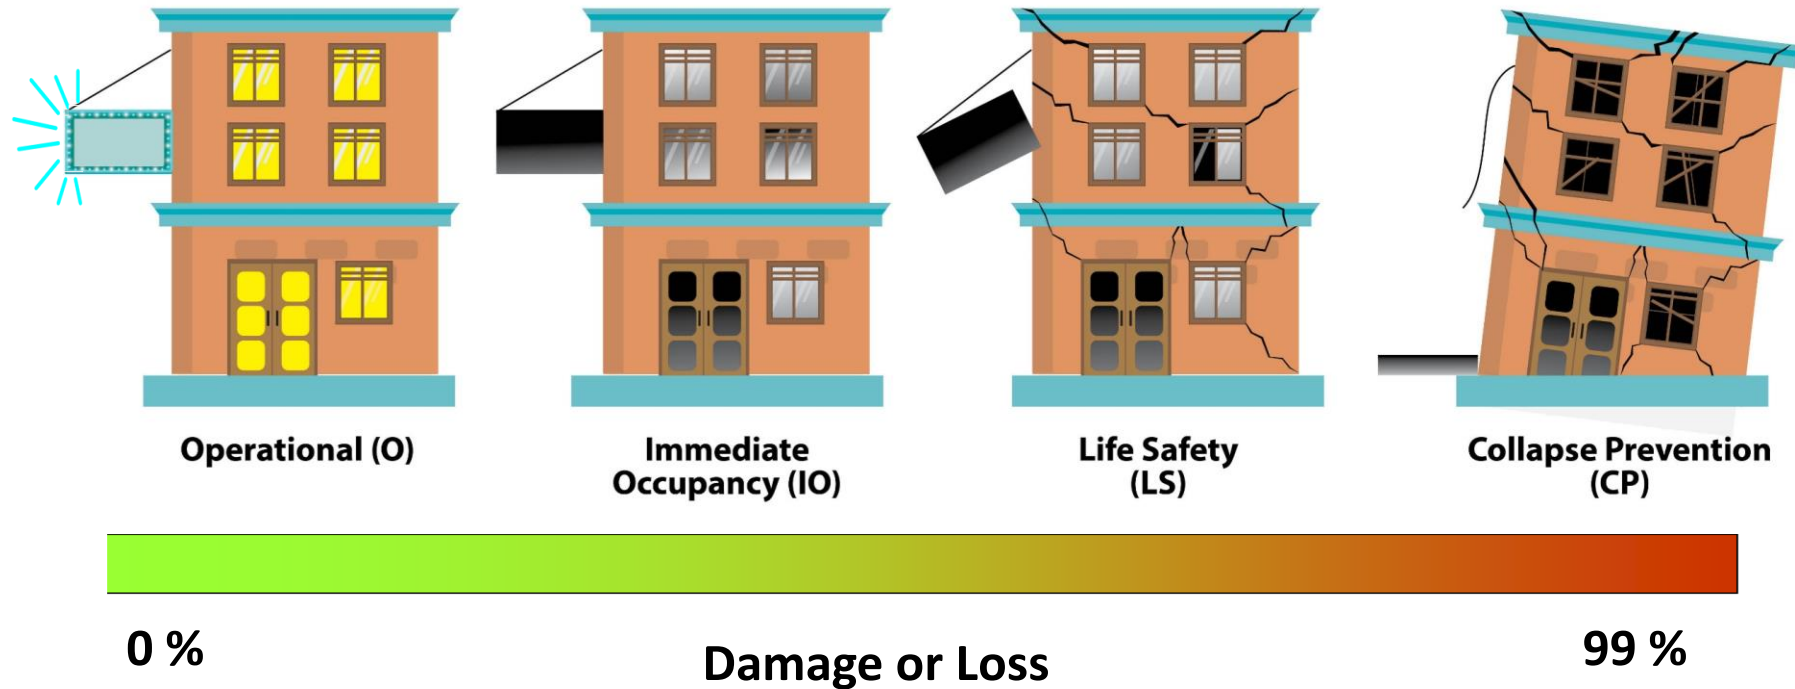 Operational (O)
Immediate
Occupancy (IO)
Life Safety
(LS)
Collapse Prevention
(CP)
0 %
Damage or Loss
99 %